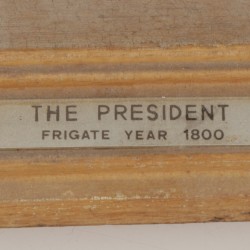 THE PRESIDENT
FRIGATE YEAR 1800